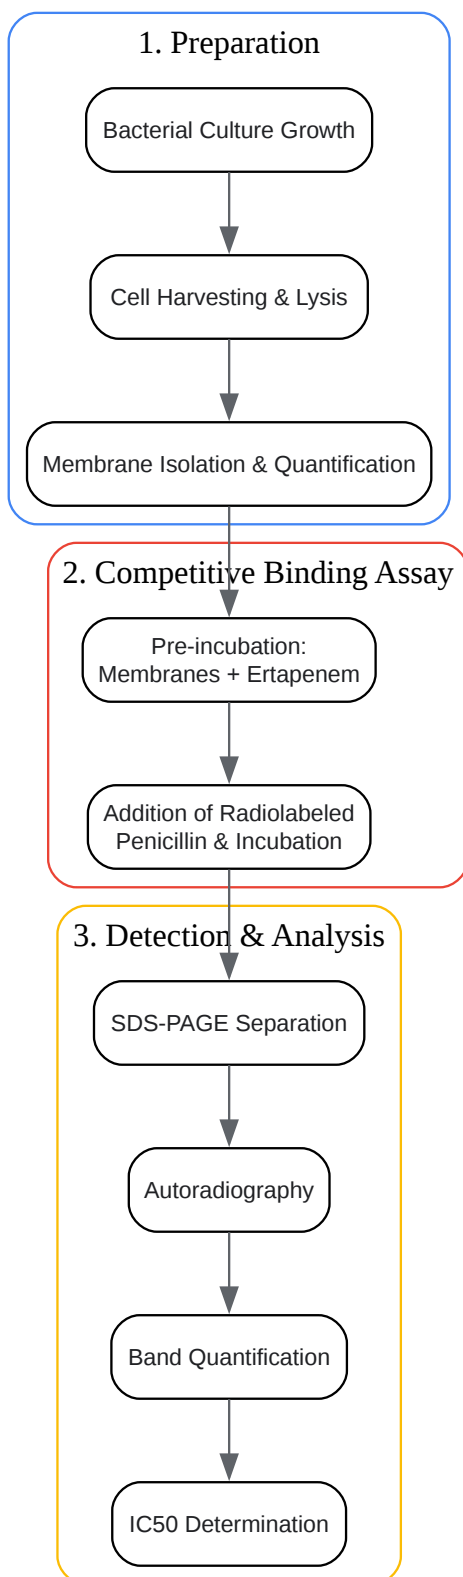 1. Preparation
Bacterial Culture Growth
Cell Harvesting & Lysis
Membrane Isolation & Quantification
2. Competitive Binding Assay
Pre-incubation:
Membranes + Ertapenem
Addition of Radiolabeled
Penicillin & Incubation
3. Detection & Analysis
SDS-PAGE Separation
Autoradiography
Band Quantification
IC50 Determination